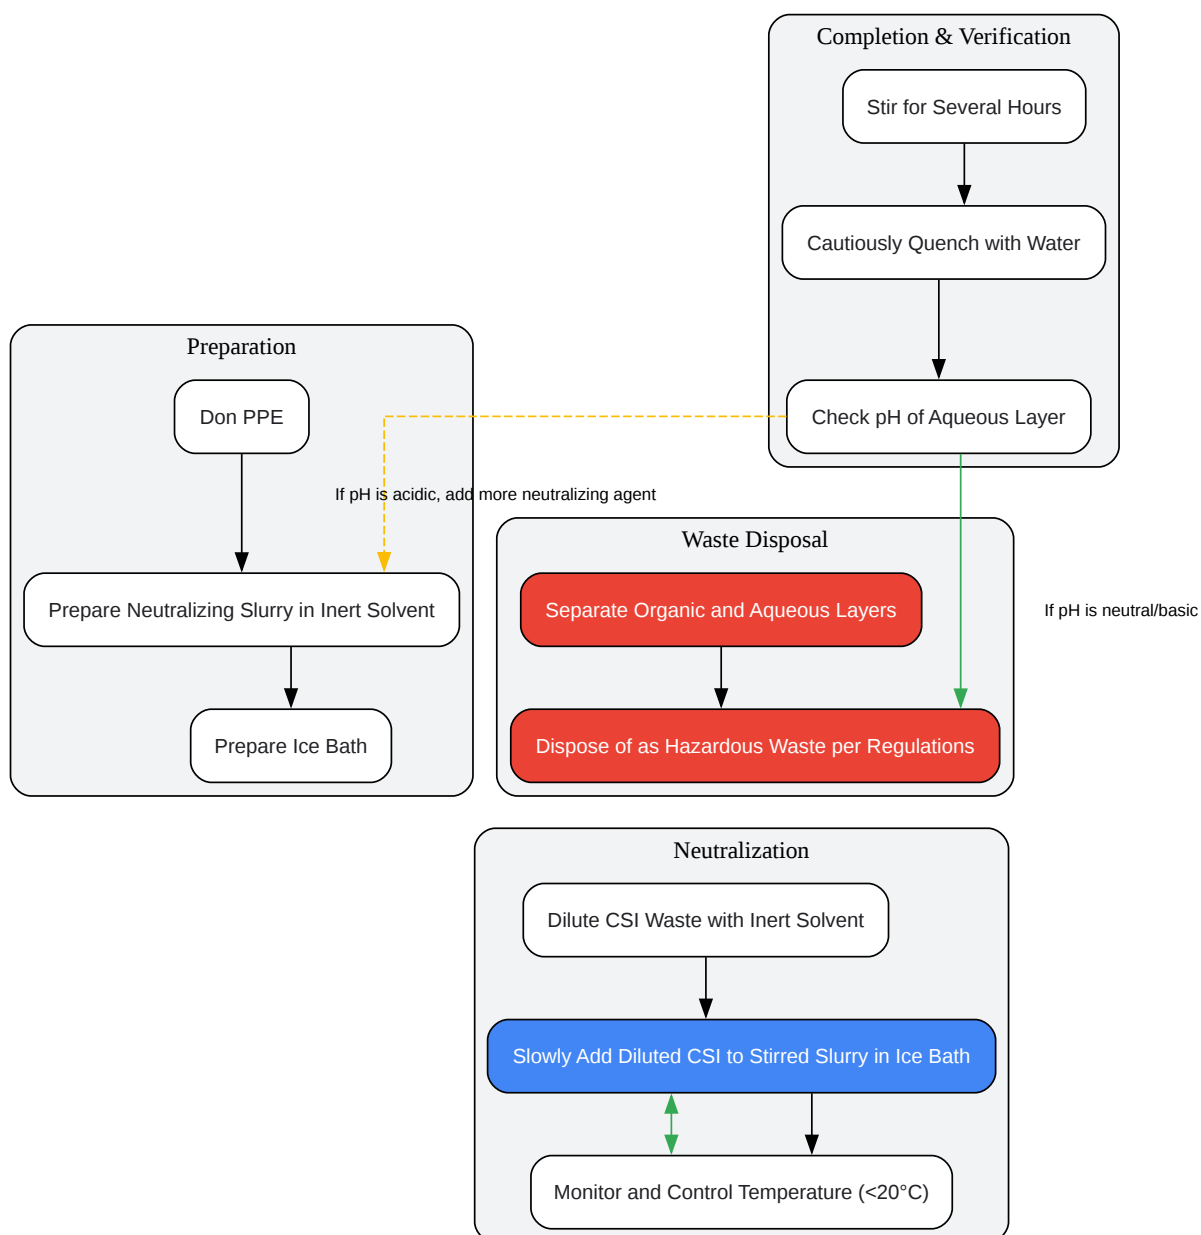 Completion & Verification
Stir for Several Hours
Cautiously Quench with Water
Check pH of Aqueous Layer
Preparation
Don PPE
If pH is acidic, add more neutralizing agent
Prepare Neutralizing Slurry in Inert Solvent
Prepare Ice Bath
Waste Disposal
Separate Organic and Aqueous Layers
If pH is neutral/basic
Dispose of as Hazardous Waste per Regulations
Neutralization
Dilute CSI Waste with Inert Solvent
Slowly Add Diluted CSI to Stirred Slurry in Ice Bath
Monitor and Control Temperature (<20°C)